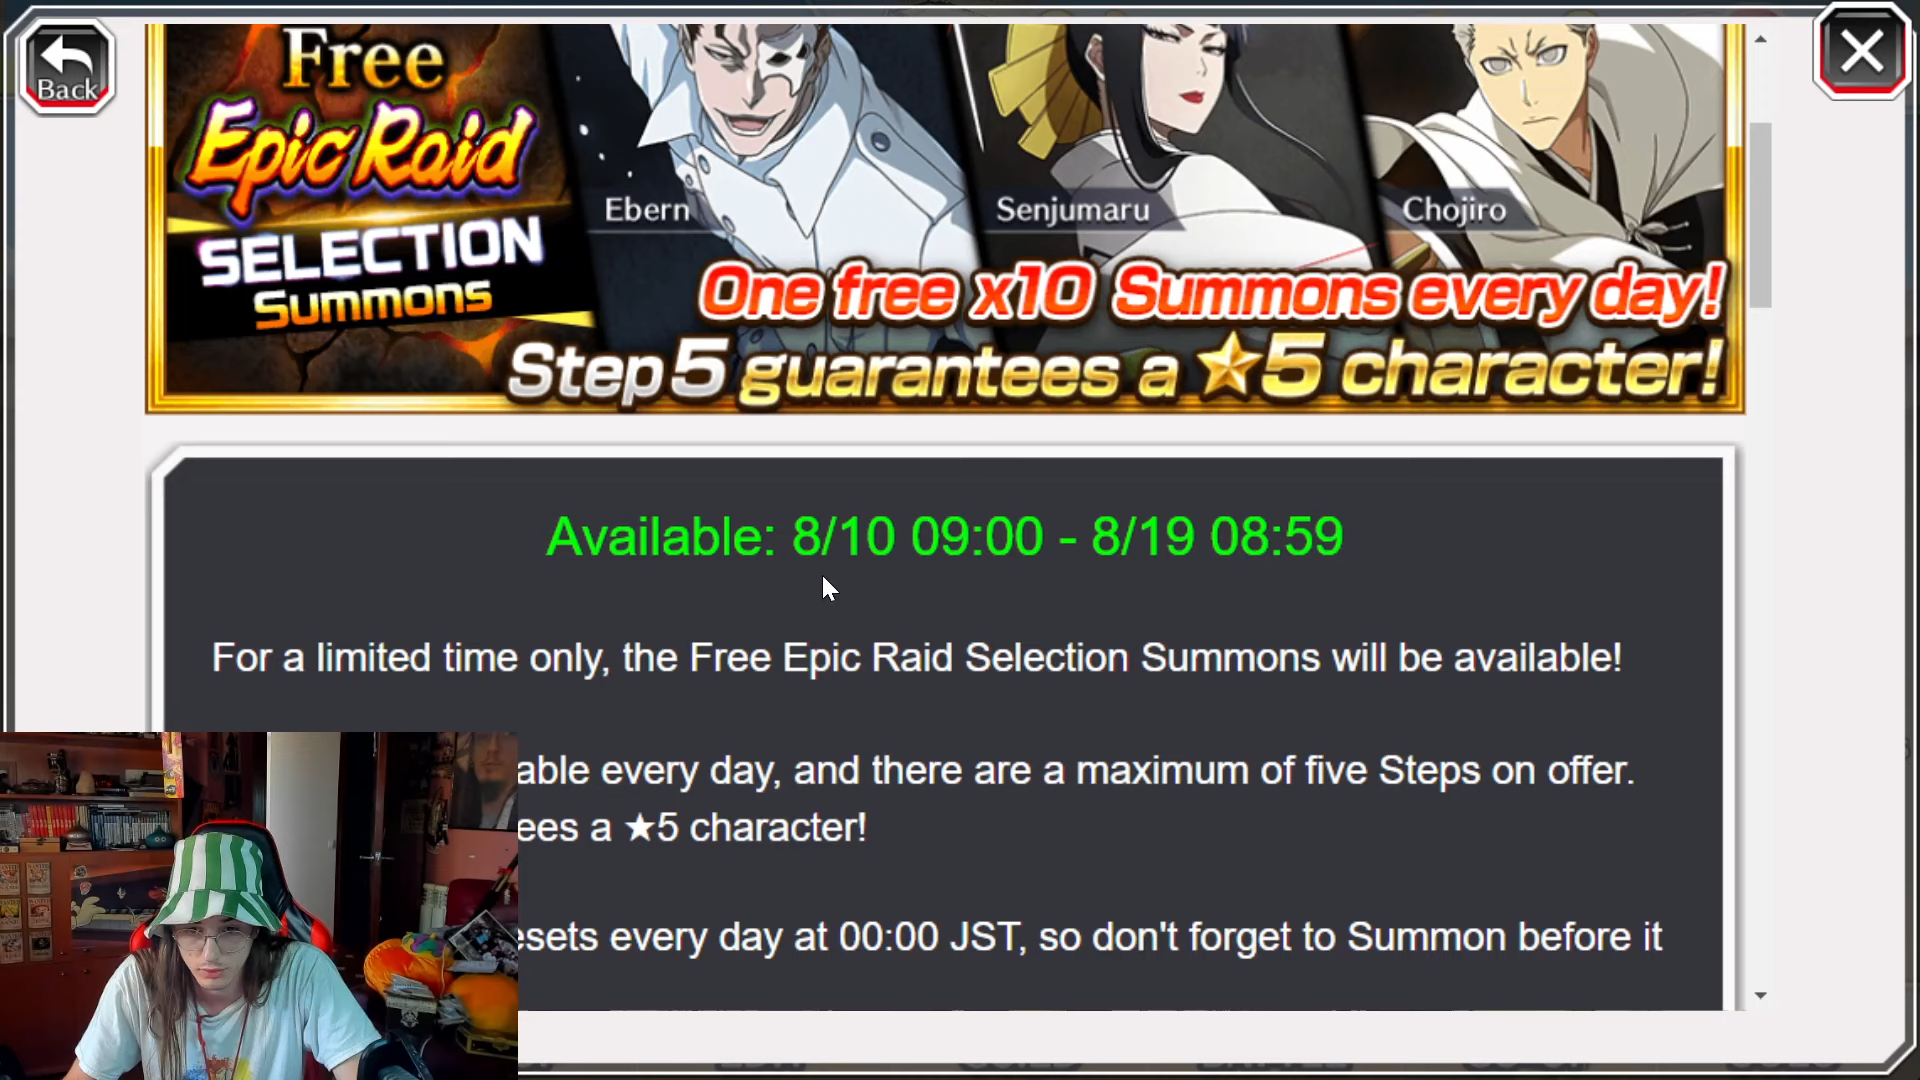 Back
Free
Epic Raid
SELECTION
Summons
Ebern
Senjumaru
Chojiro
One free x10 Summons every day!
Step 5 guarantees a ★5 character!
Available: 8/10 09:00 - 8/19 08:59
For a limited time only, the Free Epic Raid Selection Summons will be available!
able every day, and there are a maximum of five Steps on offer.
ees a ★5 character!
esets every day at 00:00 JST, so don't forget to Summon before it